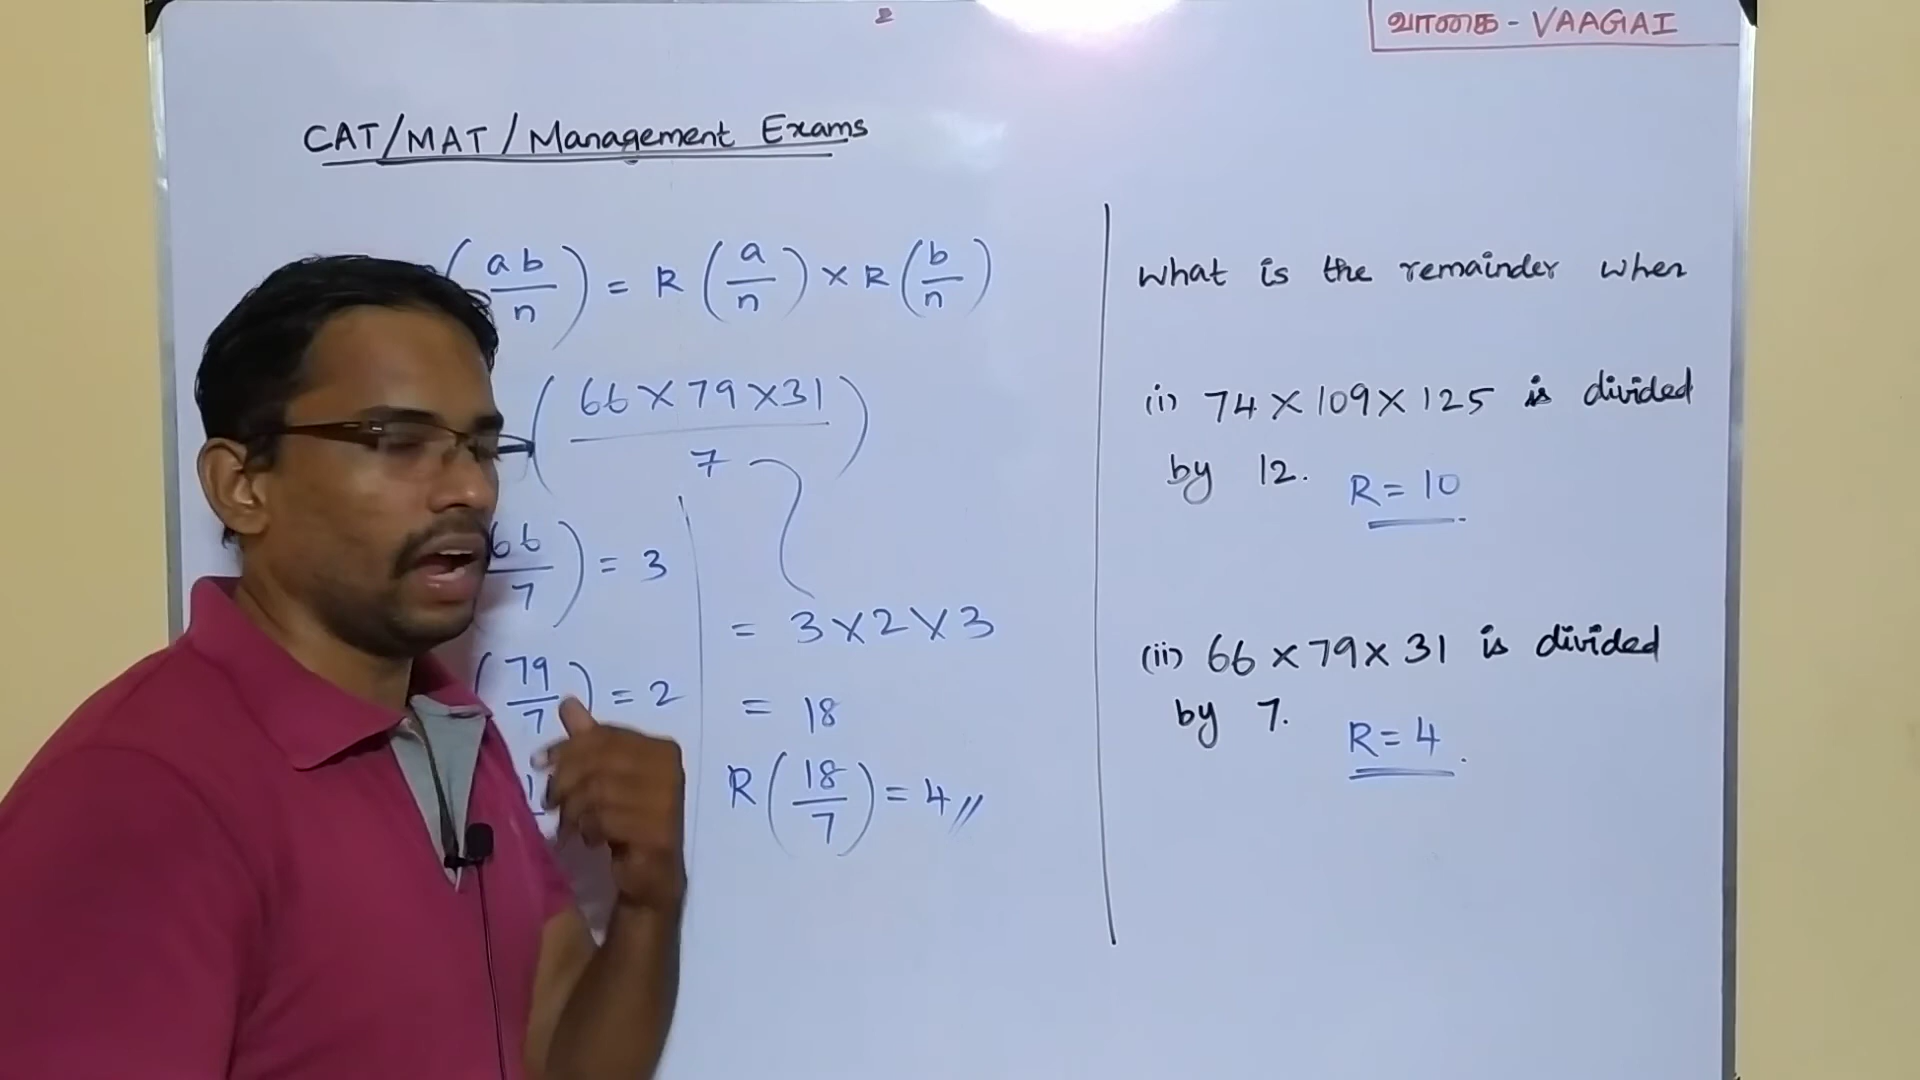 வாகை - VAAGAI
CAT/MAT/Management Exams
(ab/n) = R (a/n) × R (b/n)
(66×79×31/7)
66/7) = 3
(79/7) = 2
= 3×2×3
= 18
R (18/7) = 4 //
What is the remainder when
(i) 74×109×125 is divided
by 12. R = 10
(ii) 66×79×31 is divided
by 7. R = 4